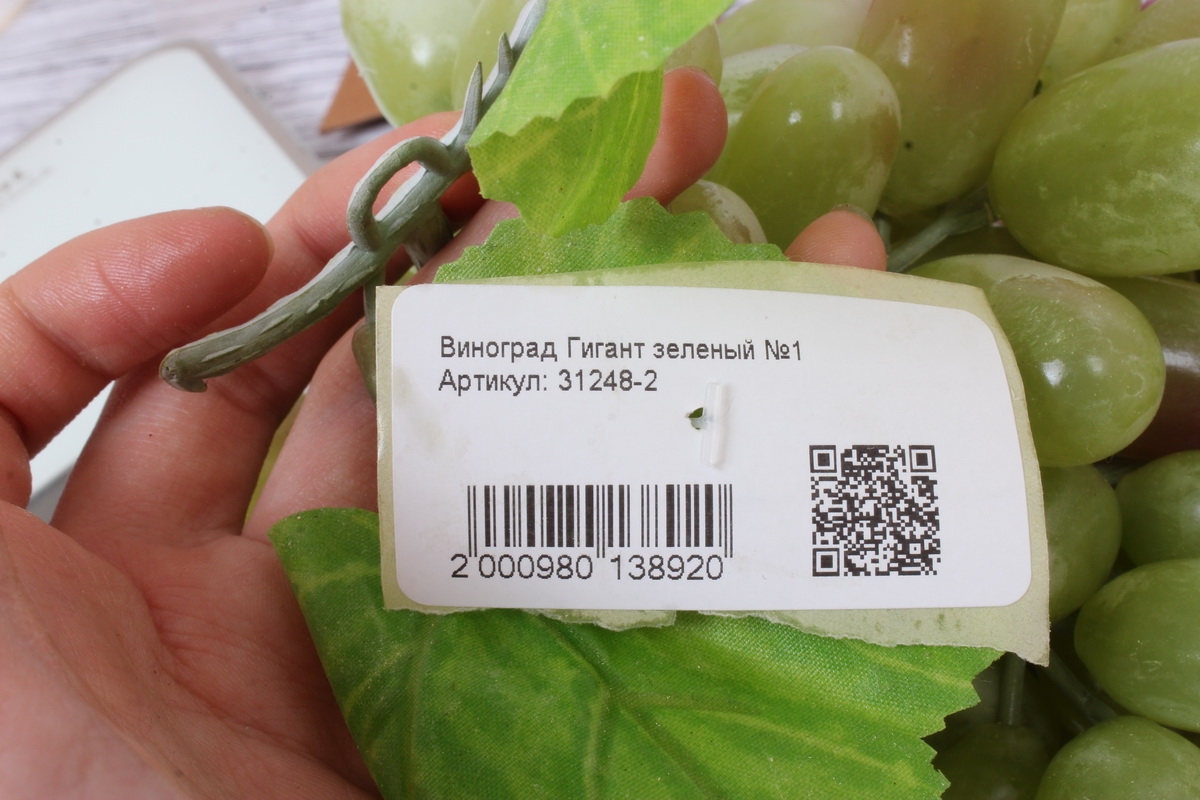 Виноград Гигант зеленый №1
Артикул: 31248-2
2 000980 138920